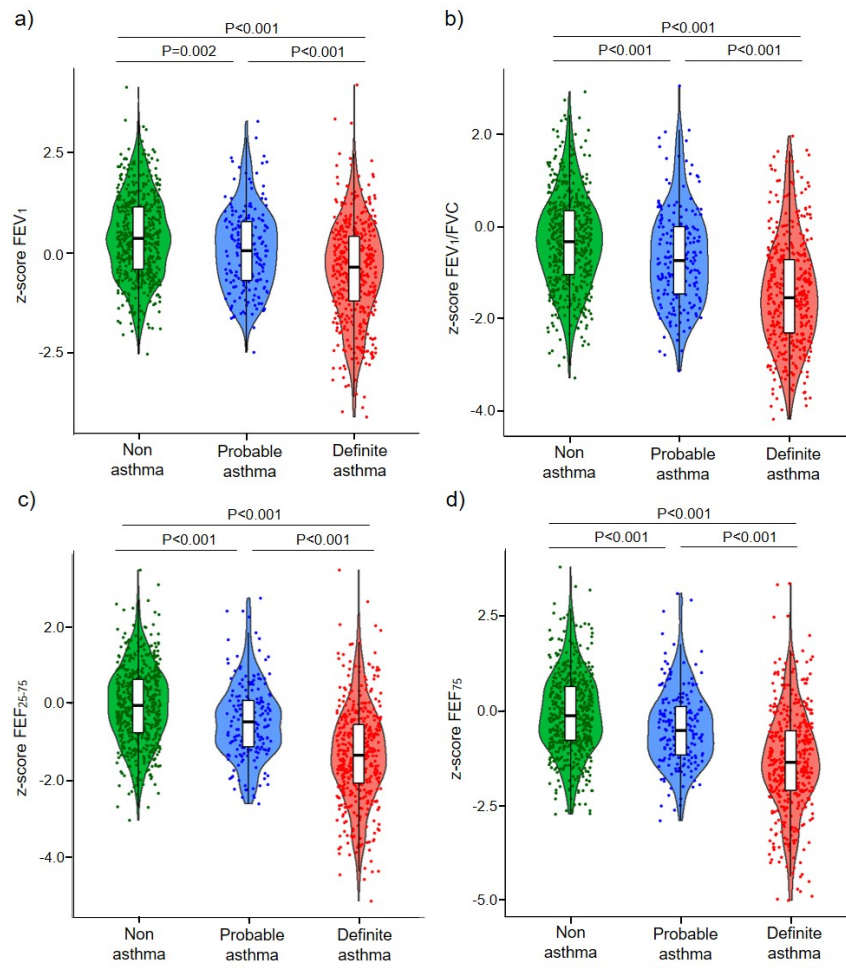 a)
P<0.001
P=0.002 P<0.001
z-score FEV₁
2.5
0.0
-2.5
Non asthma
Probable asthma
Definite asthma
b)
P<0.001
P<0.001 P<0.001
z-score FEV₁/FVC
2.0
0.0
-2.0
-4.0
Non asthma
Probable asthma
Definite asthma
c)
P<0.001
P<0.001 P<0.001
z-score FEF₂₅₋₇₅
2.0
0.0
-2.0
-4.0
Non asthma
Probable asthma
Definite asthma
d)
P<0.001
P<0.001 P<0.001
z-score FEF₇₅
2.5
0.0
-2.5
-5.0
Non asthma
Probable asthma
Definite asthma